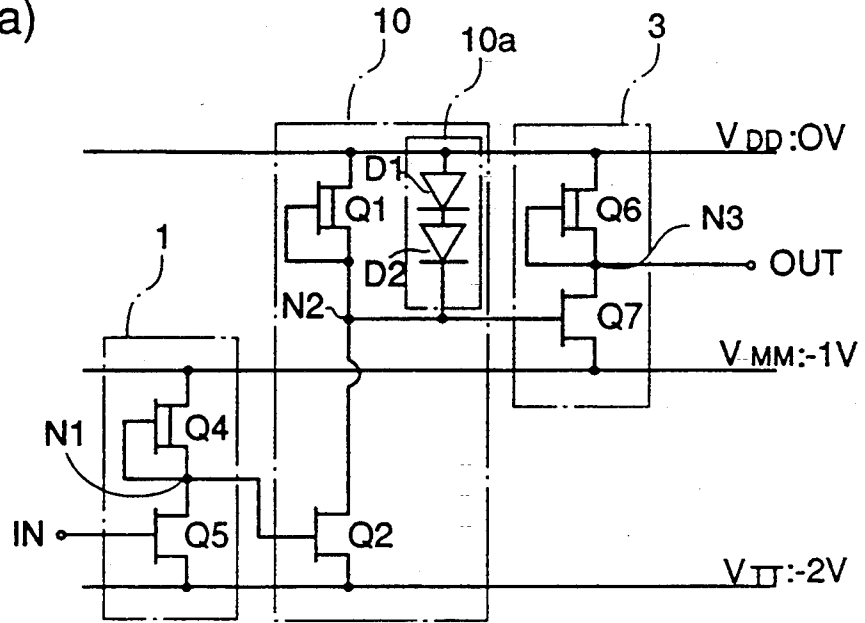 a)
10
10a
3
VDD:0V
D1
Q1
Q6
N3
1
D2
OUT
N2
Q7
VMM:-1V
N1
Q4
IN
Q5
Q2
VTT:-2V